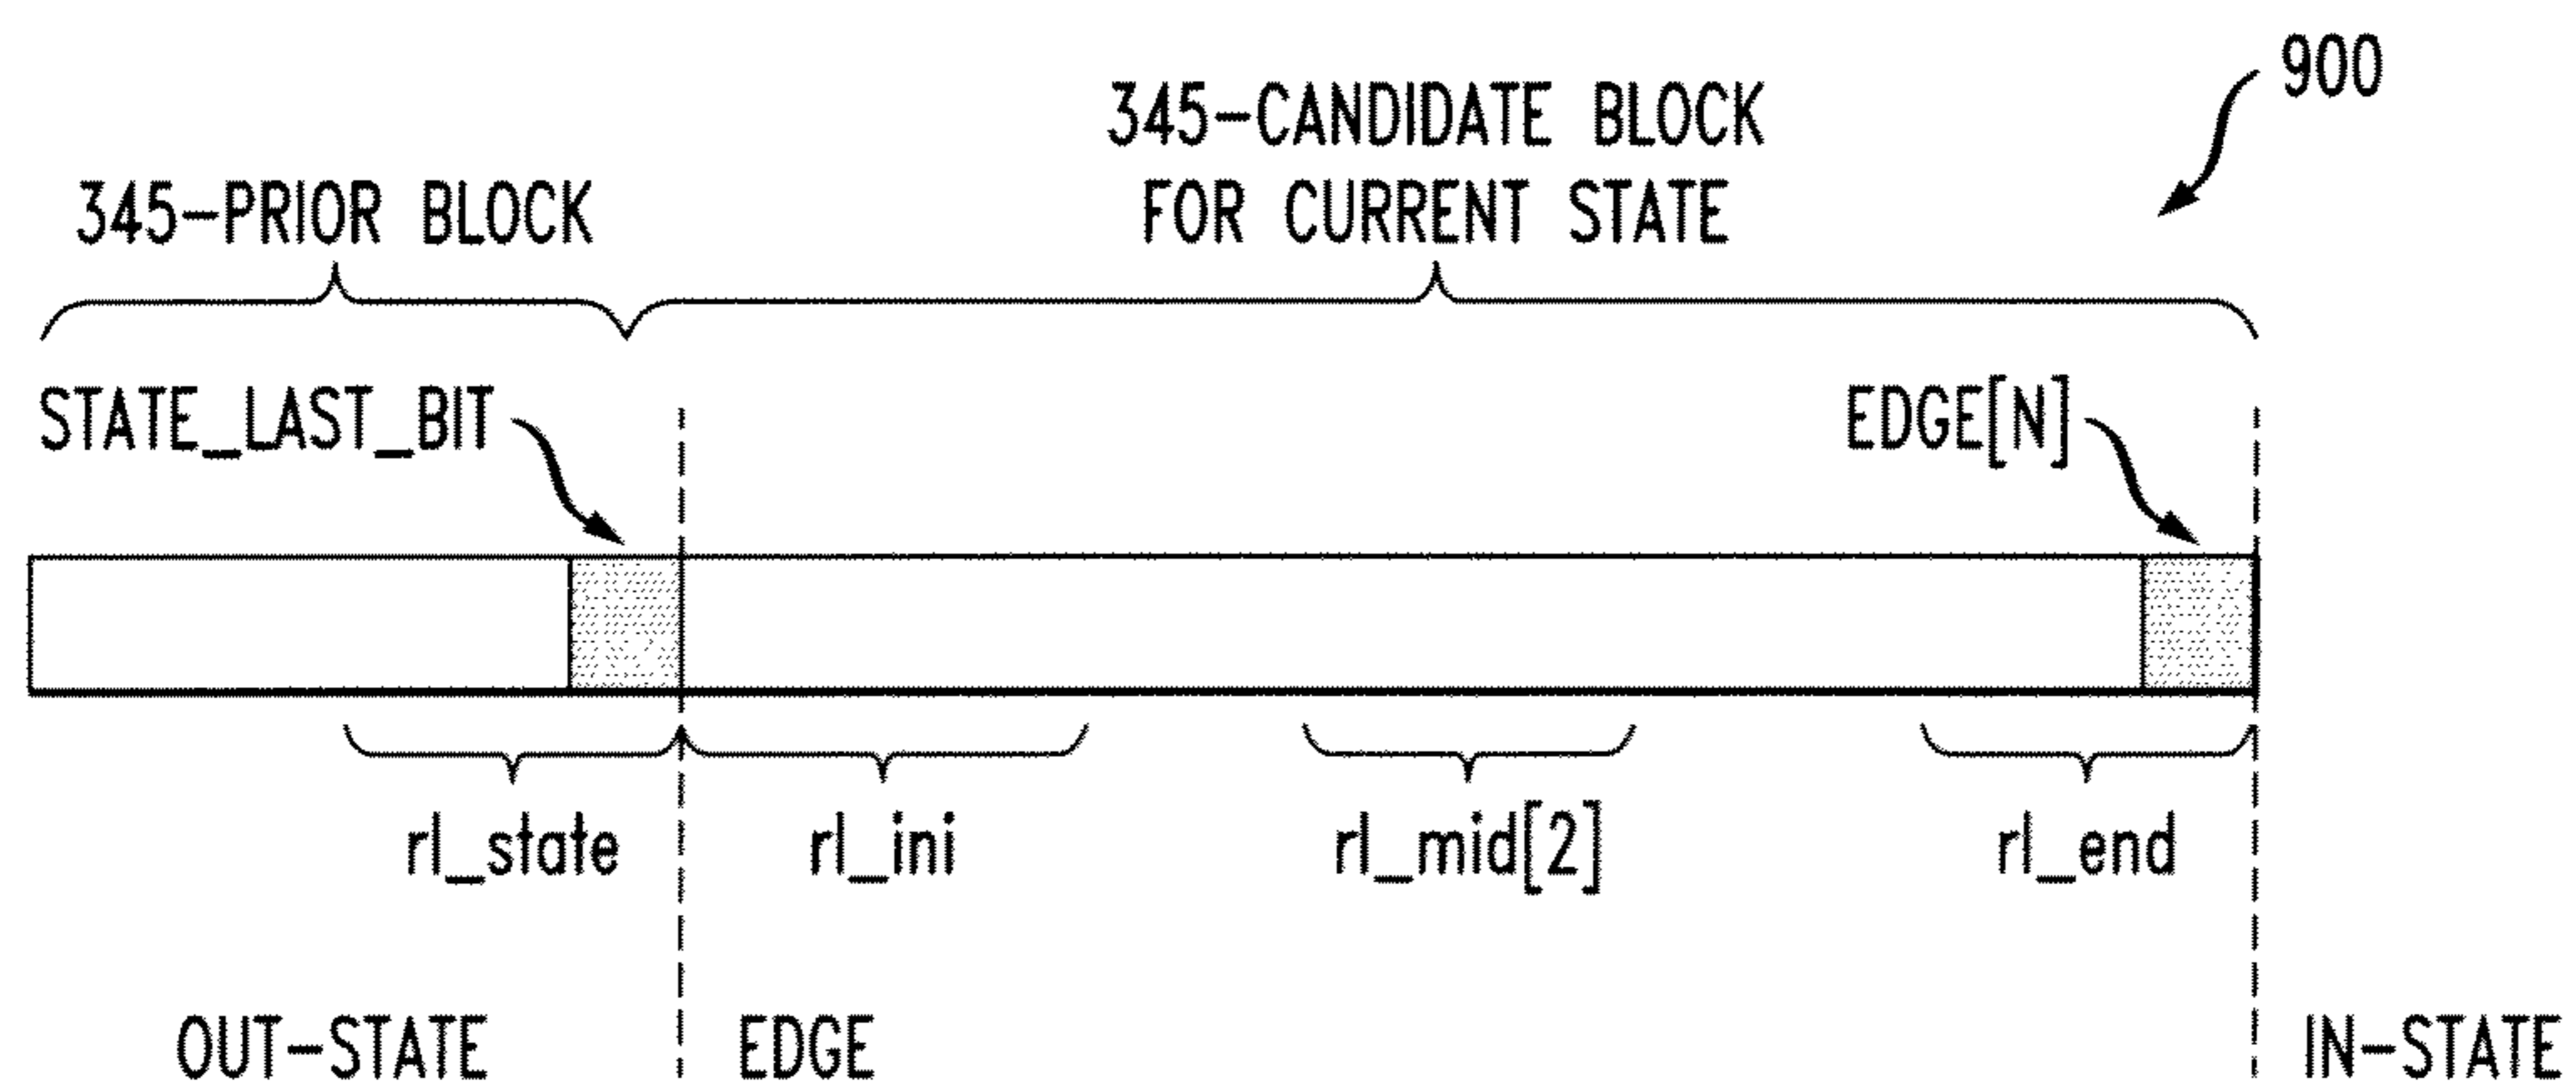 900
345-CANDIDATE BLOCK
FOR CURRENT STATE
345-PRIOR BLOCK
STATE_LAST_BIT
EDGE[N]
rl_state
rl_ini
rl_mid[2]
rl_end
OUT-STATE
EDGE
IN-STATE